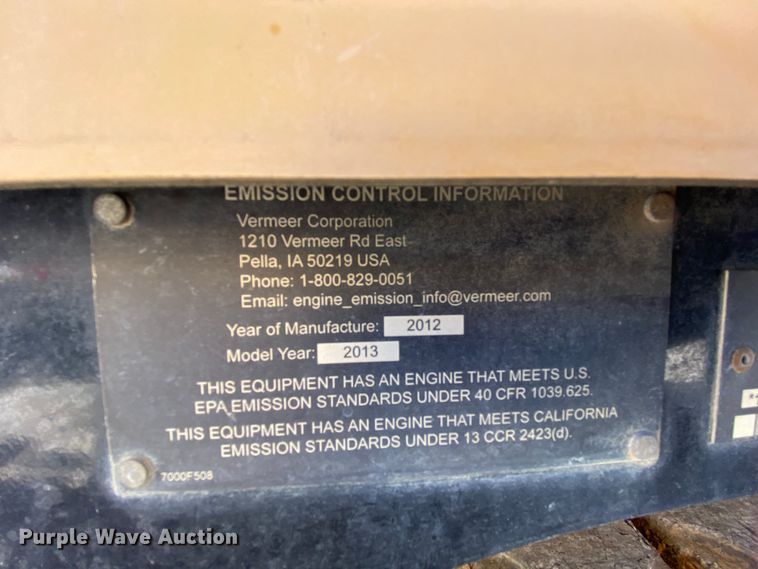 EMISSION CONTROL INFORMATION
Vermeer Corporation
1210 Vermeer Rd East
Pella, IA 50219 USA
Phone: 1-800-829-0051
Email: engine_emission_info@vermeer.com
Year of Manufacture: 2012
Model Year: 2013
THIS EQUIPMENT HAS AN ENGINE THAT MEETS U.S.
EPA EMISSION STANDARDS UNDER 40 CFR 1039.625.
THIS EQUIPMENT HAS AN ENGINE THAT MEETS CALIFORNIA
EMISSION STANDARDS UNDER 13 CCR 2423(d).
7000F508
Purple Wave Auction